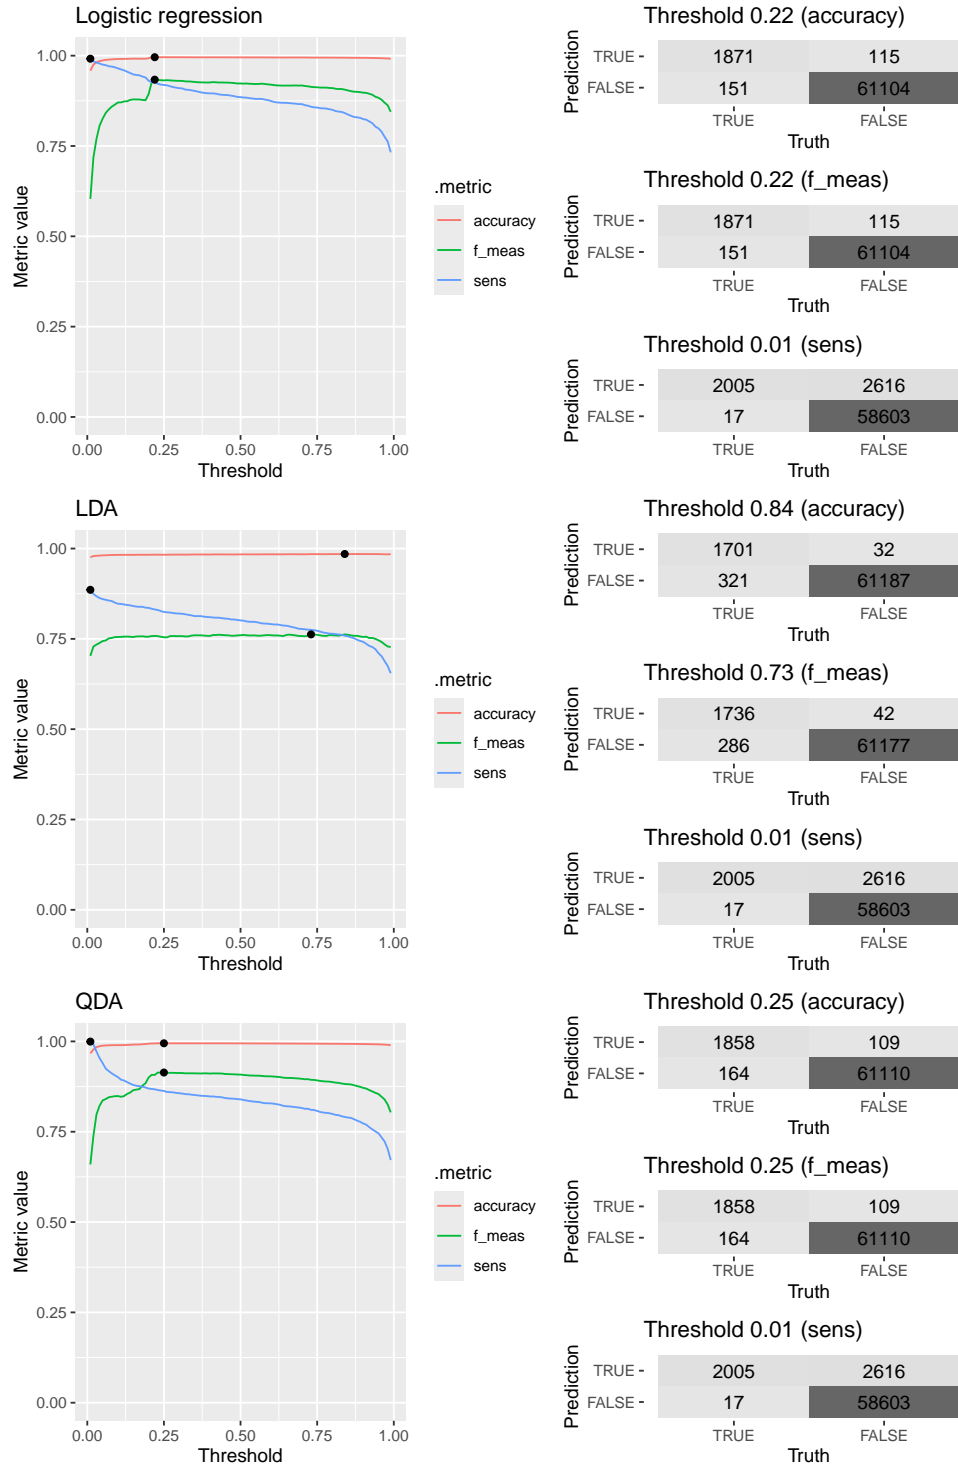 Logistic regression
1.00
0.75
0.50
0.25
0.00
Metric value
0.00 0.25 0.50 0.75 1.00
Threshold
.metric
accuracy
f_meas
sens
Threshold 0.22 (accuracy)
Prediction
TRUE 1871 115
FALSE 151 61104
TRUE FALSE
Truth
Threshold 0.22 (f_meas)
Prediction
TRUE 1871 115
FALSE 151 61104
TRUE FALSE
Truth
Threshold 0.01 (sens)
Prediction
TRUE 2005 2616
FALSE 17 58603
TRUE FALSE
Truth
LDA
1.00
0.75
0.50
0.25
0.00
Metric value
0.00 0.25 0.50 0.75 1.00
Threshold
.metric
accuracy
f_meas
sens
Threshold 0.84 (accuracy)
Prediction
TRUE 1701 32
FALSE 321 61187
TRUE FALSE
Truth
Threshold 0.73 (f_meas)
Prediction
TRUE 1736 42
FALSE 286 61177
TRUE FALSE
Truth
Threshold 0.01 (sens)
Prediction
TRUE 2005 2616
FALSE 17 58603
TRUE FALSE
Truth
QDA
1.00
0.75
0.50
0.25
0.00
Metric value
0.00 0.25 0.50 0.75 1.00
Threshold
.metric
accuracy
f_meas
sens
Threshold 0.25 (accuracy)
Prediction
TRUE 1858 109
FALSE 164 61110
TRUE FALSE
Truth
Threshold 0.25 (f_meas)
Prediction
TRUE 1858 109
FALSE 164 61110
TRUE FALSE
Truth
Threshold 0.01 (sens)
Prediction
TRUE 2005 2616
FALSE 17 58603
TRUE FALSE
Truth